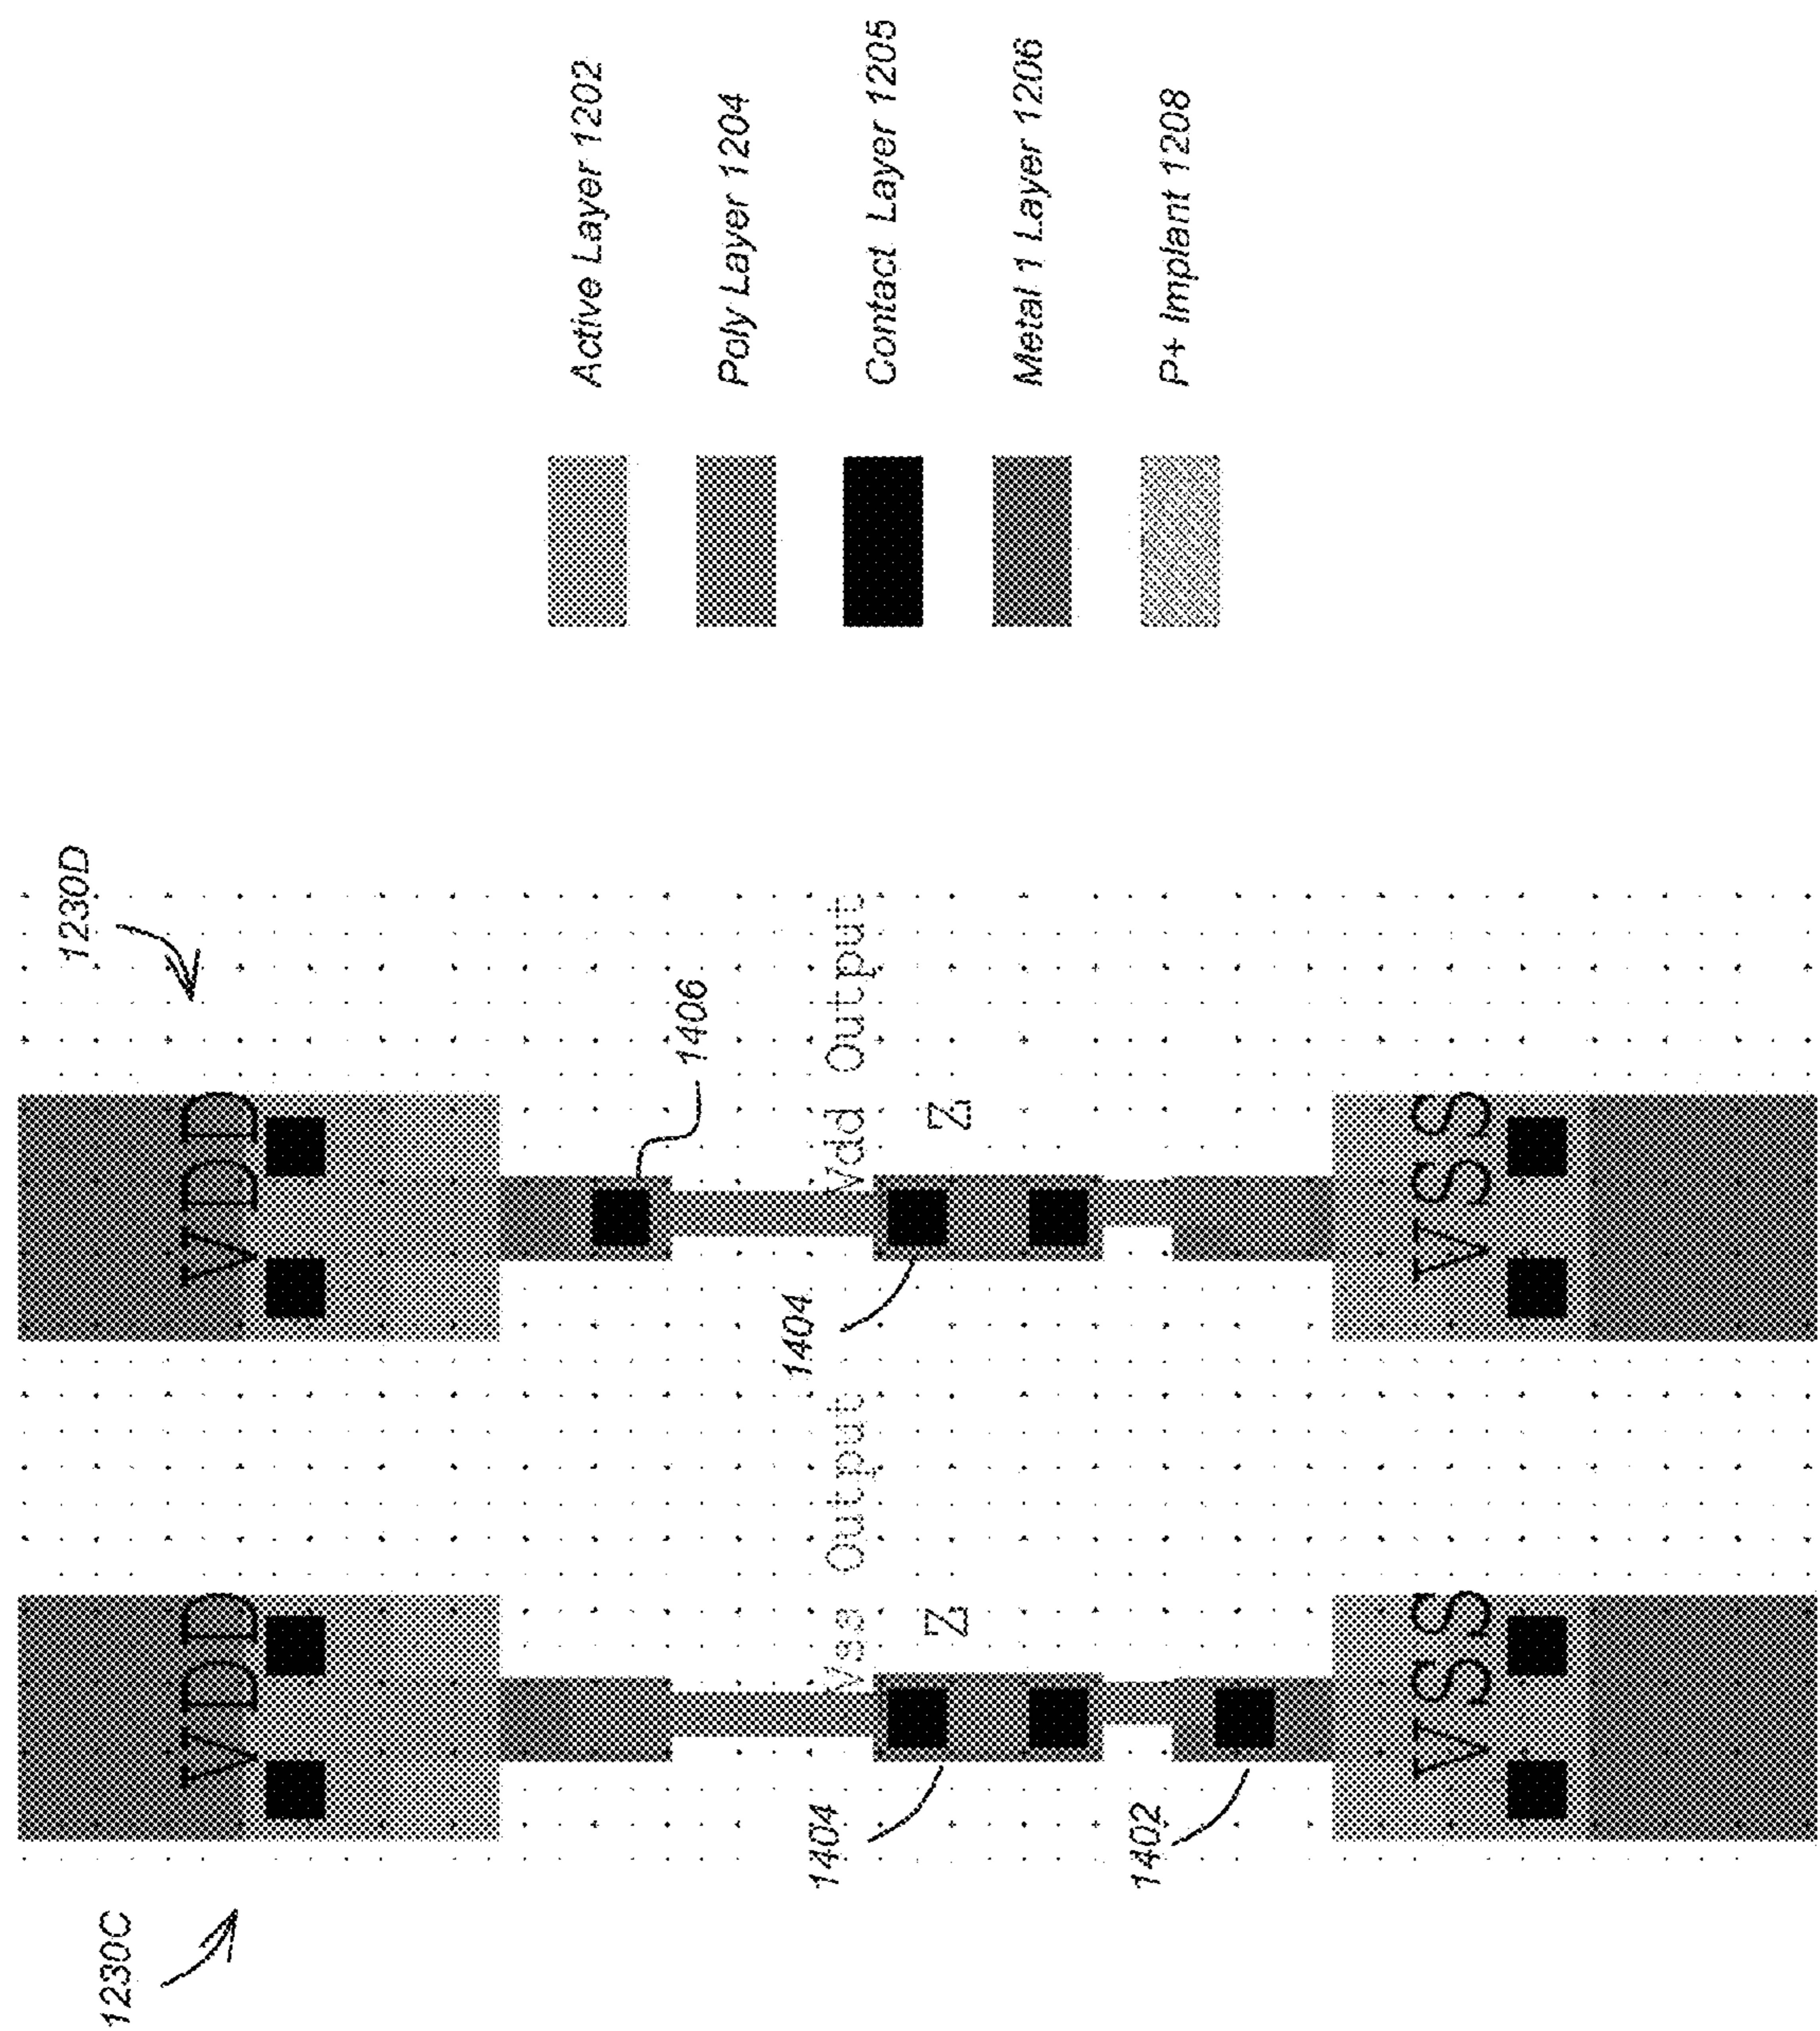 1230C
1230D
VDD
VDD
1406
Vss Output
Vdd Output
Z
Z
1404
1404
1402
VSS
VSS
Active Layer 1202
Poly Layer 1204
Contact Layer 1205
Metal 1 Layer 1206
P+ Implant 1208